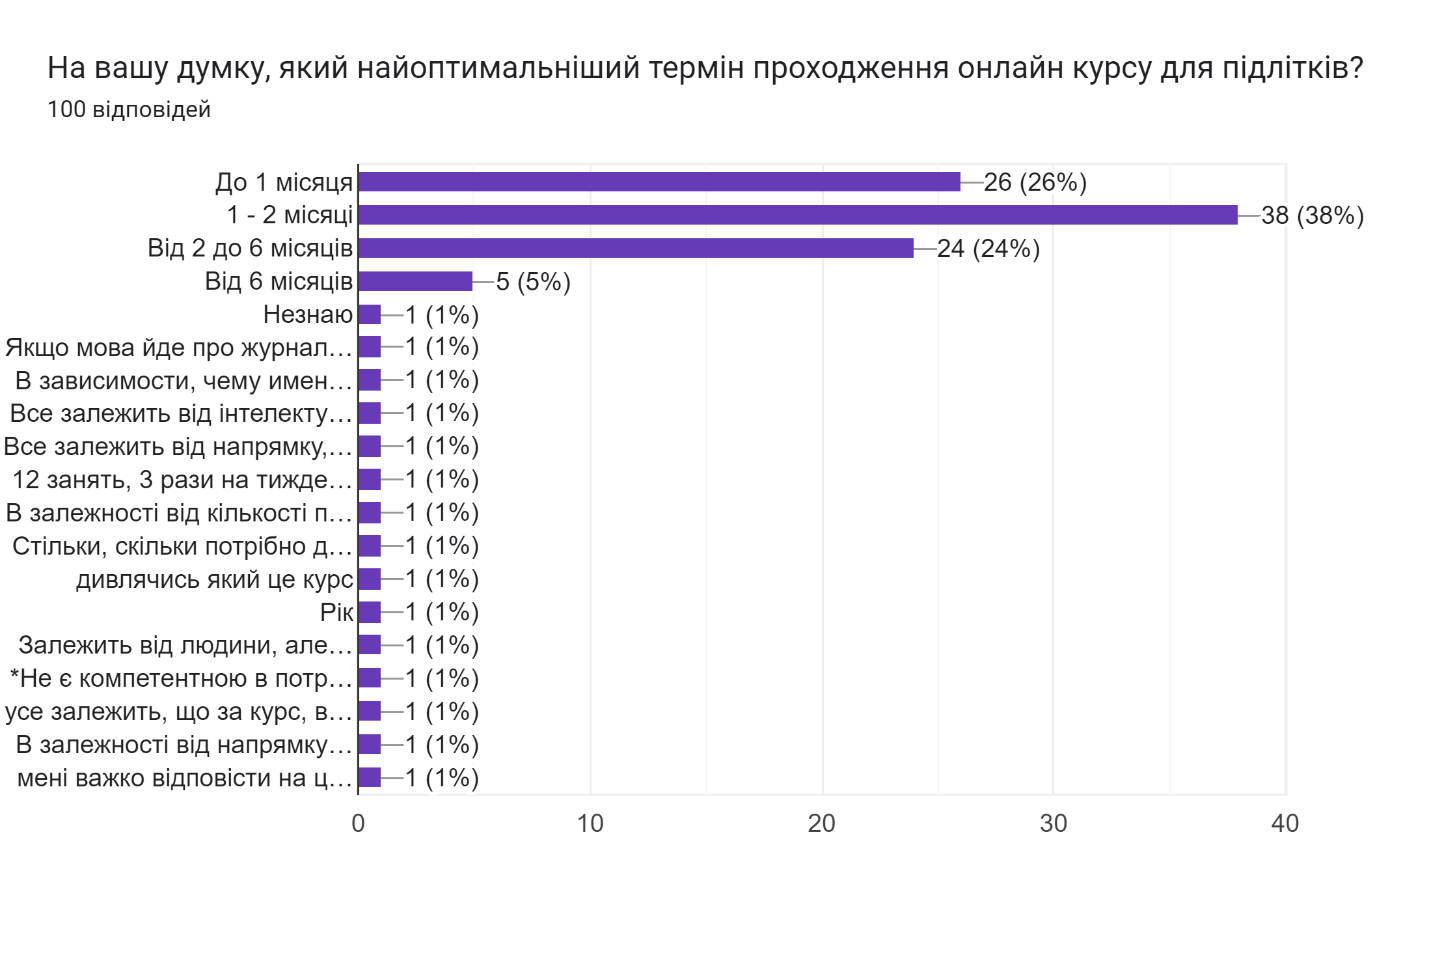 На вашу думку, який найоптимальніший термін проходження онлайн курсу для підлітків?
100 відповідей
До 1 місяця 26 (26%)
1 - 2 місяці 38 (38%)
Від 2 до 6 місяців 24 (24%)
Від 6 місяців 5 (5%)
Незнаю 1 (1%)
Якщо мова йде про журнал… 1 (1%)
В зависимости, чему имен… 1 (1%)
Все залежить від інтелекту… 1 (1%)
Все залежить від напрямку,… 1 (1%)
12 занять, 3 рази на тижде… 1 (1%)
В залежності від кількості п… 1 (1%)
Стільки, скільки потрібно д… 1 (1%)
дивлячись який це курс 1 (1%)
Рік 1 (1%)
Залежить від людини, але… 1 (1%)
*Не є компетентною в потр… 1 (1%)
усе залежить, що за курс, в… 1 (1%)
В залежності від напрямку… 1 (1%)
мені важко відповісти на ц… 1 (1%)
0 10 20 30 40